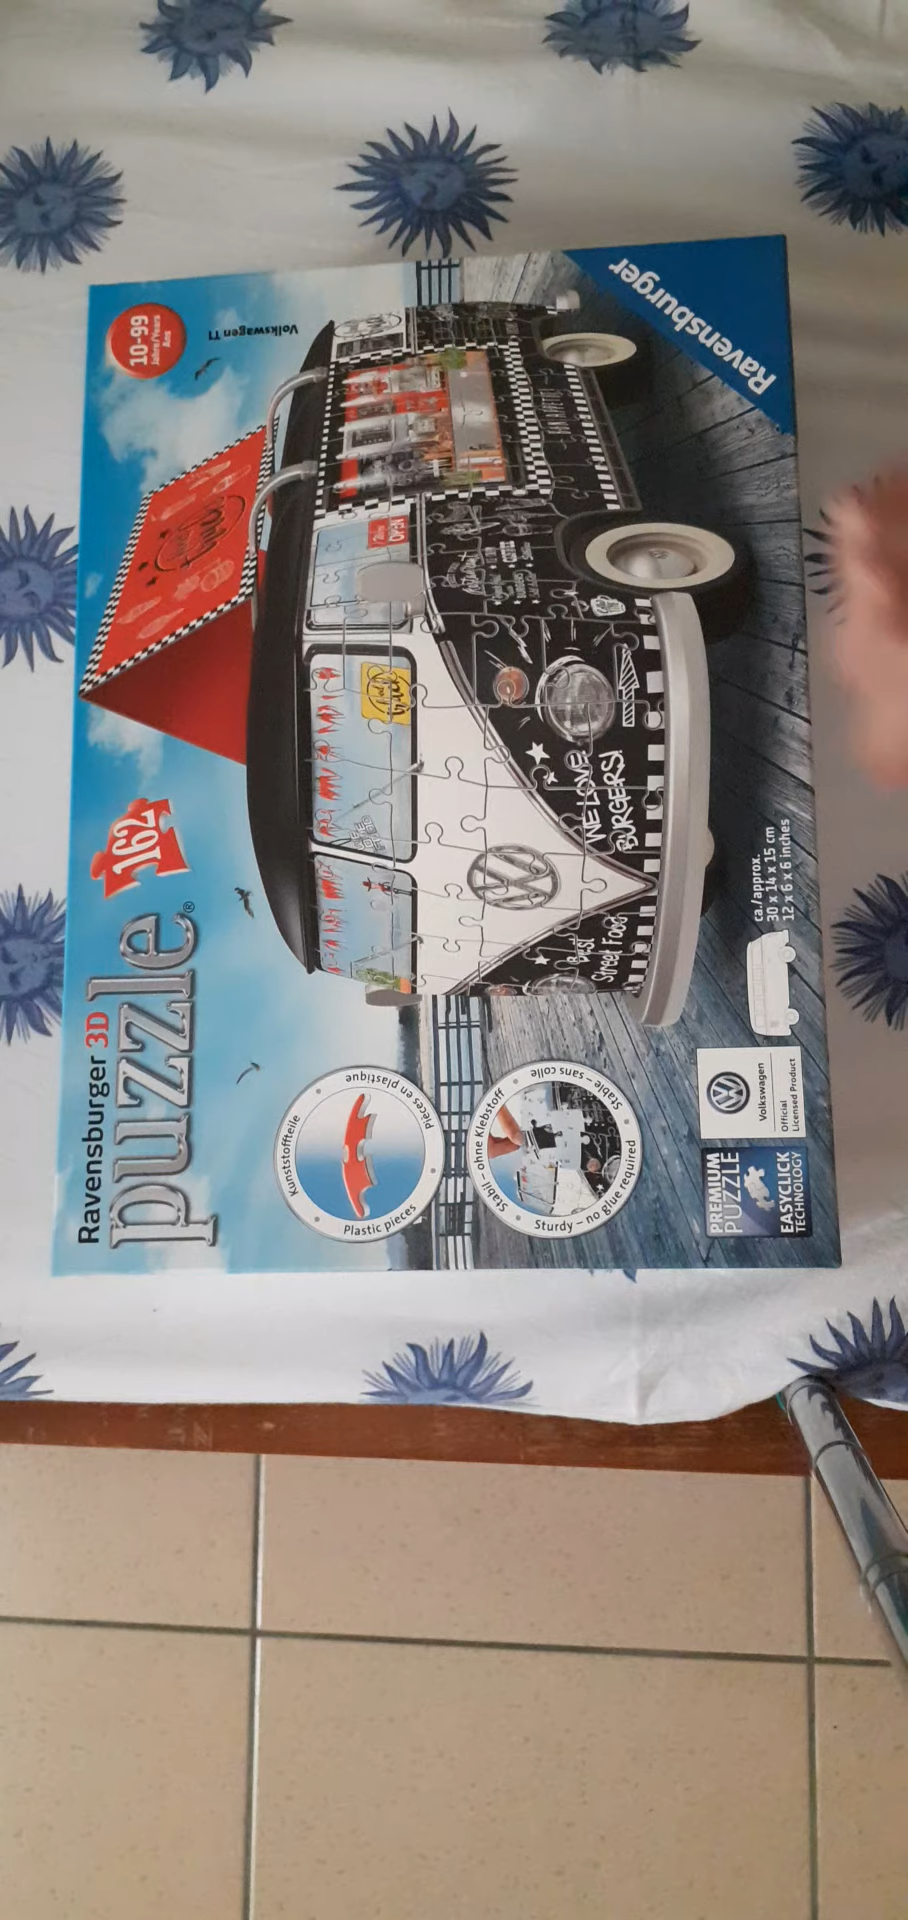 Ravensburger 3D
puzzle®
162
10-99
Jahre/Years
Ans
Volkswagen T1
Ravensburger
Kunststoffteile
Pièces en plastique
Plastic pieces
Stabil – ohne Klebstoff
Stable – sans colle
Sturdy – no glue required
OPEN
WE LOVE
BURGERS!
Best
Street Food
PREMIUM
PUZZLE
EASYCLICK
TECHNOLOGY
Volkswagen
Official
Licensed Product
ca./approx.
30 x 14 x 15 cm
12 x 6 x 6 inches